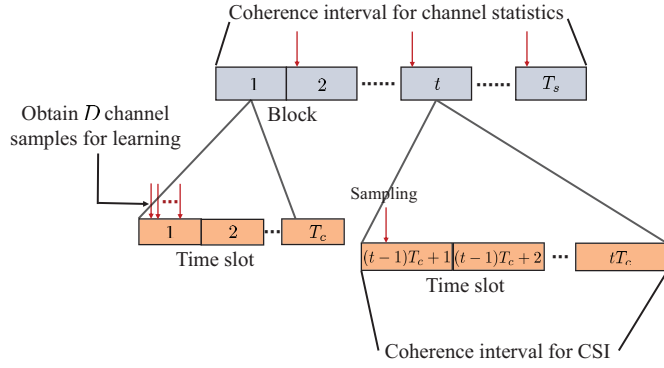 Coherence interval for channel statistics
1 2 ...... t ...... T_s
Block
Obtain D channel
samples for learning
...
Sampling
1 2 ... T_c
Time slot
(t−1)T_c+1 (t−1)T_c+2 ... tT_c
Time slot
Coherence interval for CSI